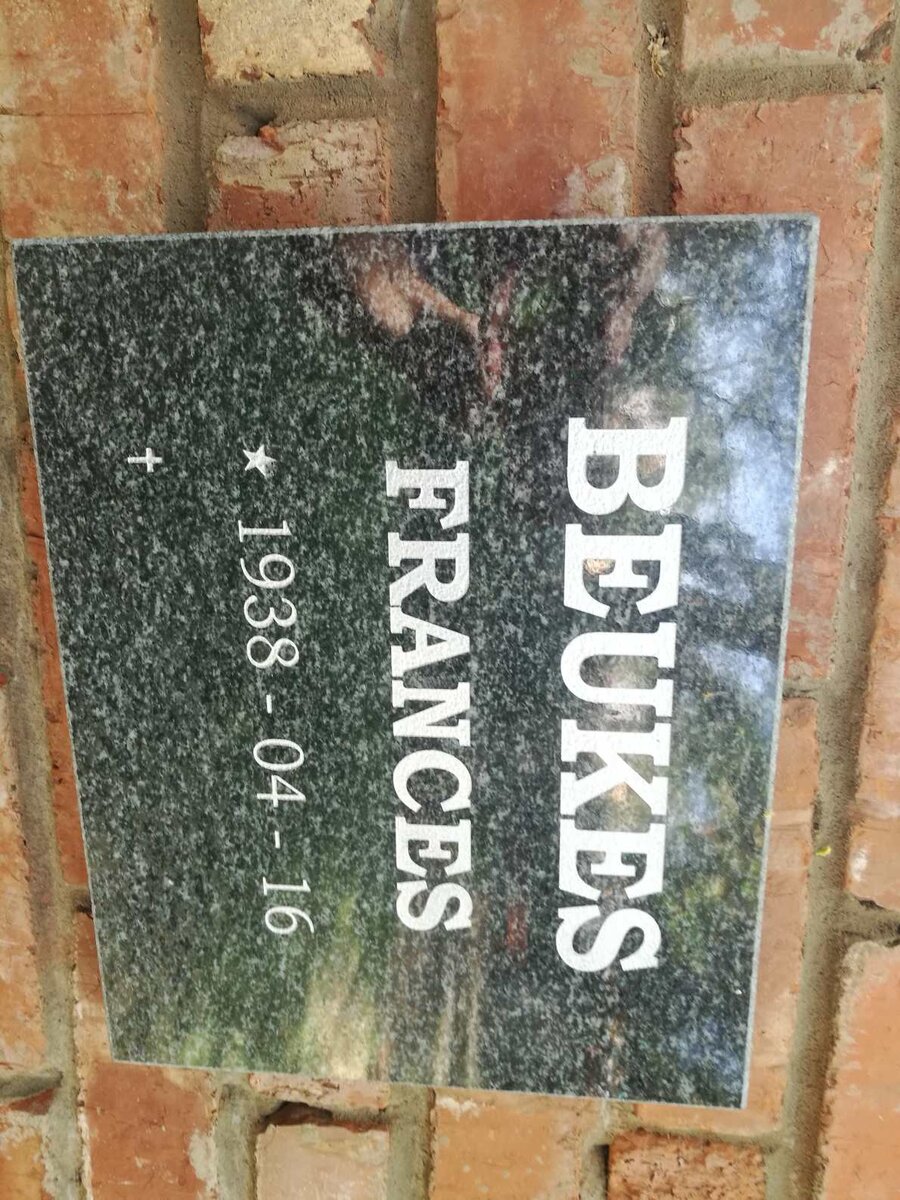 BEUKES
FRANCES
★ 1938 - 04 - 16
✝